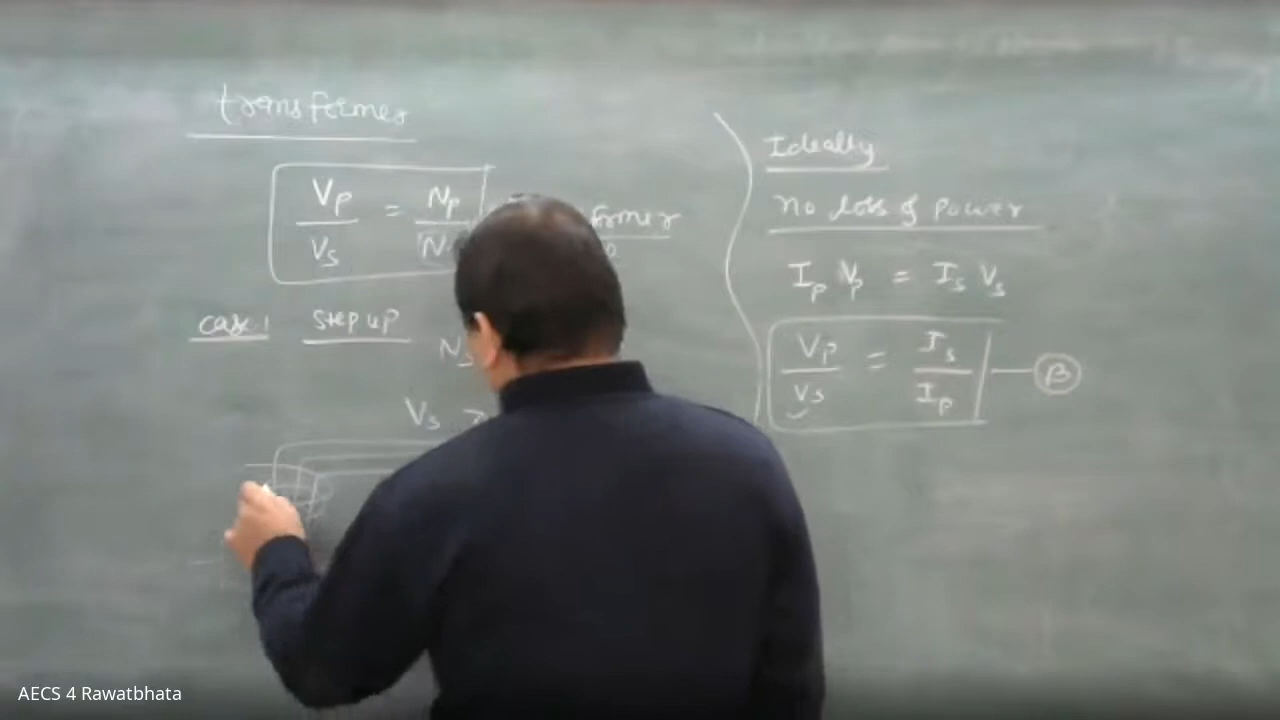 transformer
Vp / Vs = Np / N
former
case 1 step up
Ns
Vs >
Ideally
no loss of power
Ip Vp = Is Vs
Vp / Vs = Is / Ip — B
AECS 4 Rawatbhata